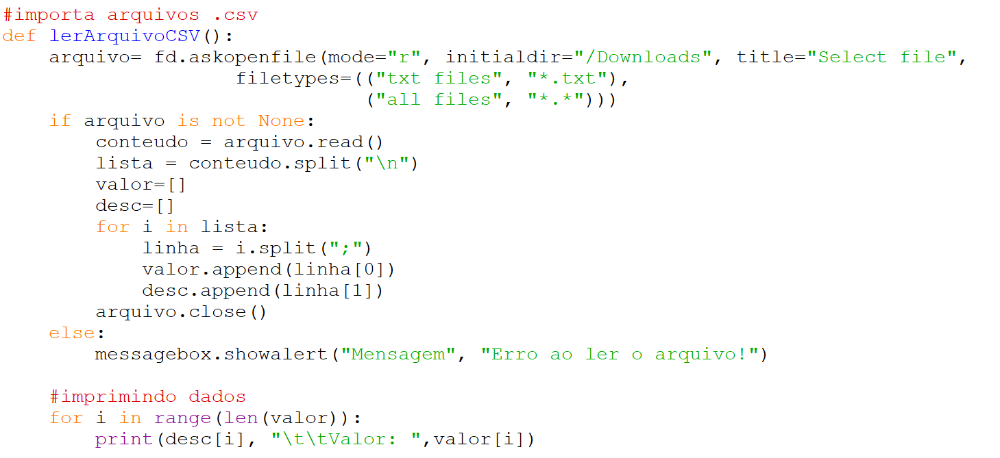 #importa arquivos .csv
def lerArquivoCSV():
    arquivo= fd.askopenfile(mode="r", initialdir="/Downloads", title="Select file",
                    filetypes=(("txt files", "*.txt"),
                               ("all files", "*.*")))
    if arquivo is not None:
        conteudo = arquivo.read()
        lista = conteudo.split("\n")
        valor=[]
        desc=[]
        for i in lista:
            linha = i.split(";")
            valor.append(linha[0])
            desc.append(linha[1])
        arquivo.close()
    else:
        messagebox.showalert("Mensagem", "Erro ao ler o arquivo!")

    #imprimindo dados
    for i in range(len(valor)):
        print(desc[i], "\t\tValor: ",valor[i])